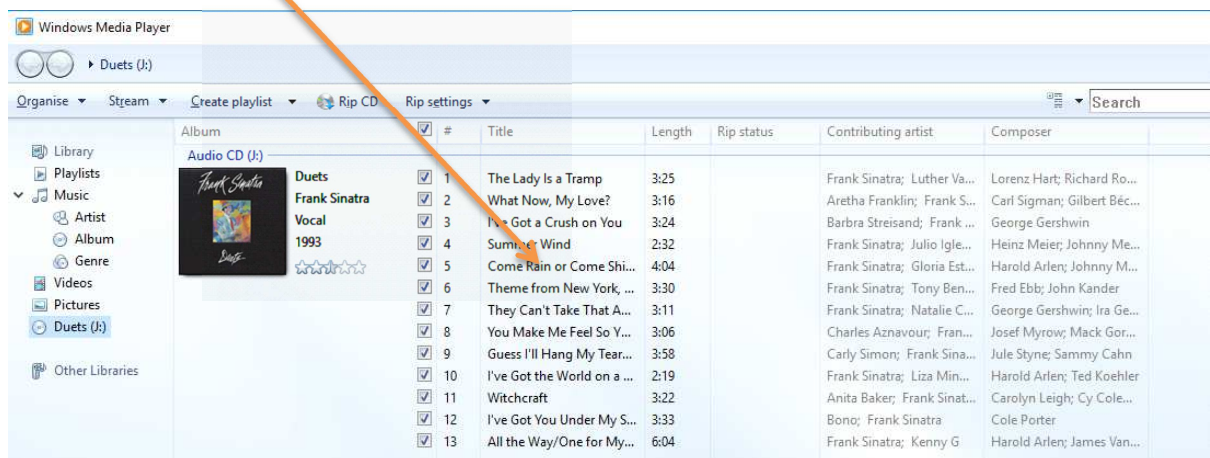 Windows Media Player
Duets (J:)
Organise Stream Create playlist Rip CD Rip settings Search
Album # Title Length Rip status Contributing artist Composer
Library
Playlists
Music
Artist
Album
Genre
Videos
Pictures
Duets (J:)
Other Libraries
Audio CD (J:)
Frank Sinatra
Duets
Duets
Frank Sinatra
Vocal
1993
1 The Lady Is a Tramp 3:25 Frank Sinatra; Luther Va... Lorenz Hart; Richard Ro...
2 What Now, My Love? 3:16 Aretha Franklin; Frank S... Carl Sigman; Gilbert Béc...
3 I've Got a Crush on You 3:24 Barbra Streisand; Frank ... George Gershwin
4 Summer Wind 2:32 Frank Sinatra; Julio Igle... Heinz Meier; Johnny Me...
5 Come Rain or Come Shi... 4:04 Frank Sinatra; Gloria Est... Harold Arlen; Johnny M...
6 Theme from New York, ... 3:30 Frank Sinatra; Tony Ben... Fred Ebb; John Kander
7 They Can't Take That A... 3:11 Frank Sinatra; Natalie C... George Gershwin; Ira Ge...
8 You Make Me Feel So Y... 3:06 Charles Aznavour; Fran... Josef Myrow; Mack Gor...
9 Guess I'll Hang My Tear... 3:58 Carly Simon; Frank Sina... Jule Styne; Sammy Cahn
10 I've Got the World on a ... 2:19 Frank Sinatra; Liza Min... Harold Arlen; Ted Koehler
11 Witchcraft 3:22 Anita Baker; Frank Sinat... Carolyn Leigh; Cy Cole...
12 I've Got You Under My S... 3:33 Bono; Frank Sinatra Cole Porter
13 All the Way/One for My... 6:04 Frank Sinatra; Kenny G Harold Arlen; James Van...